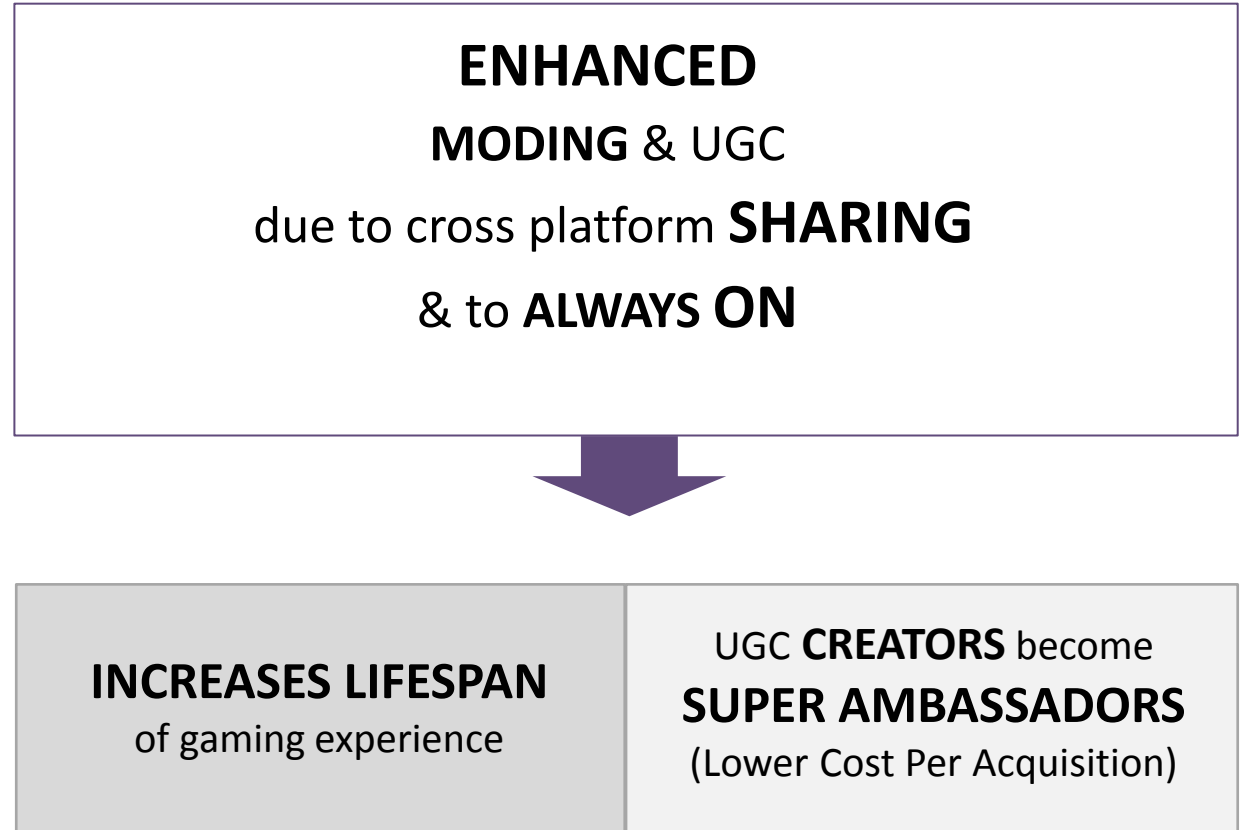 ENHANCED
MODING & UGC
due to cross platform SHARING
& to ALWAYS ON
INCREASES LIFESPAN
of gaming experience
UGC CREATORS become
SUPER AMBASSADORS
(Lower Cost Per Acquisition)